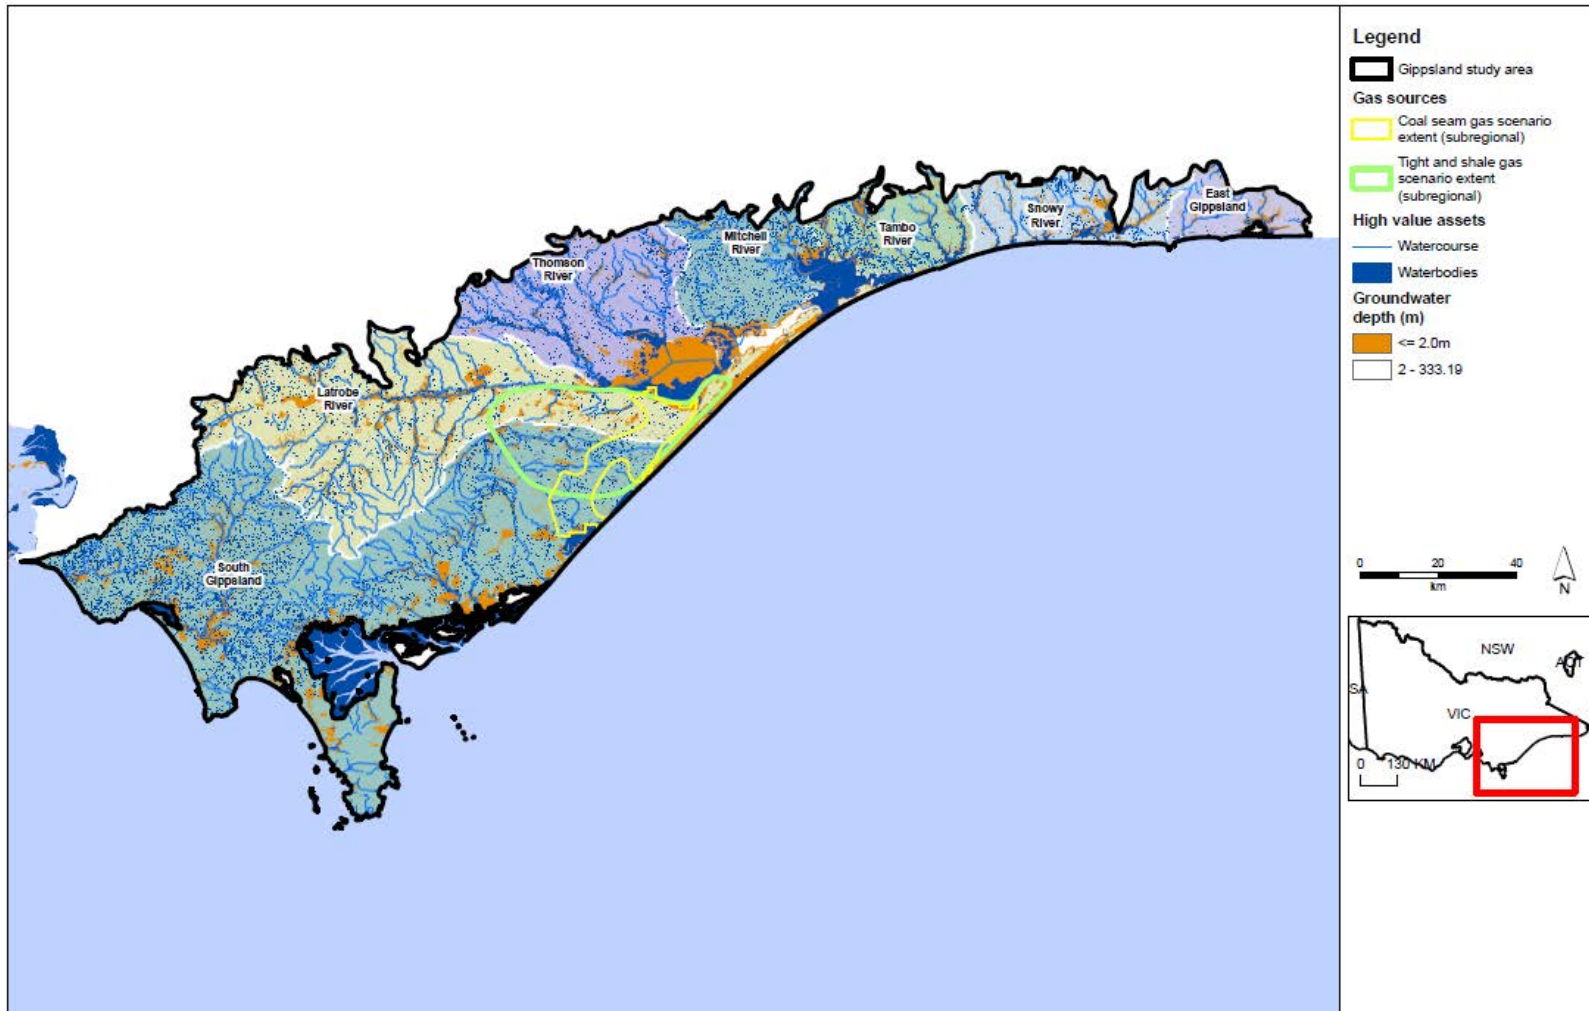 Legend
Gippsland study area
Gas sources
Coal seam gas scenario
extent (subregional)
Tight and shale gas
scenario extent
(subregional)
High value assets
Watercourse
Waterbodies
Groundwater
depth (m)
<= 2.0m
2 - 333.19
East
Gippsland
Snowy
River
Tambo
River
Mitchell
River
Thomson
River
Latrobe
River
South
Gippsland
0 20 40
km
N
NSW
ACT
SA
VIC
0 130 KM